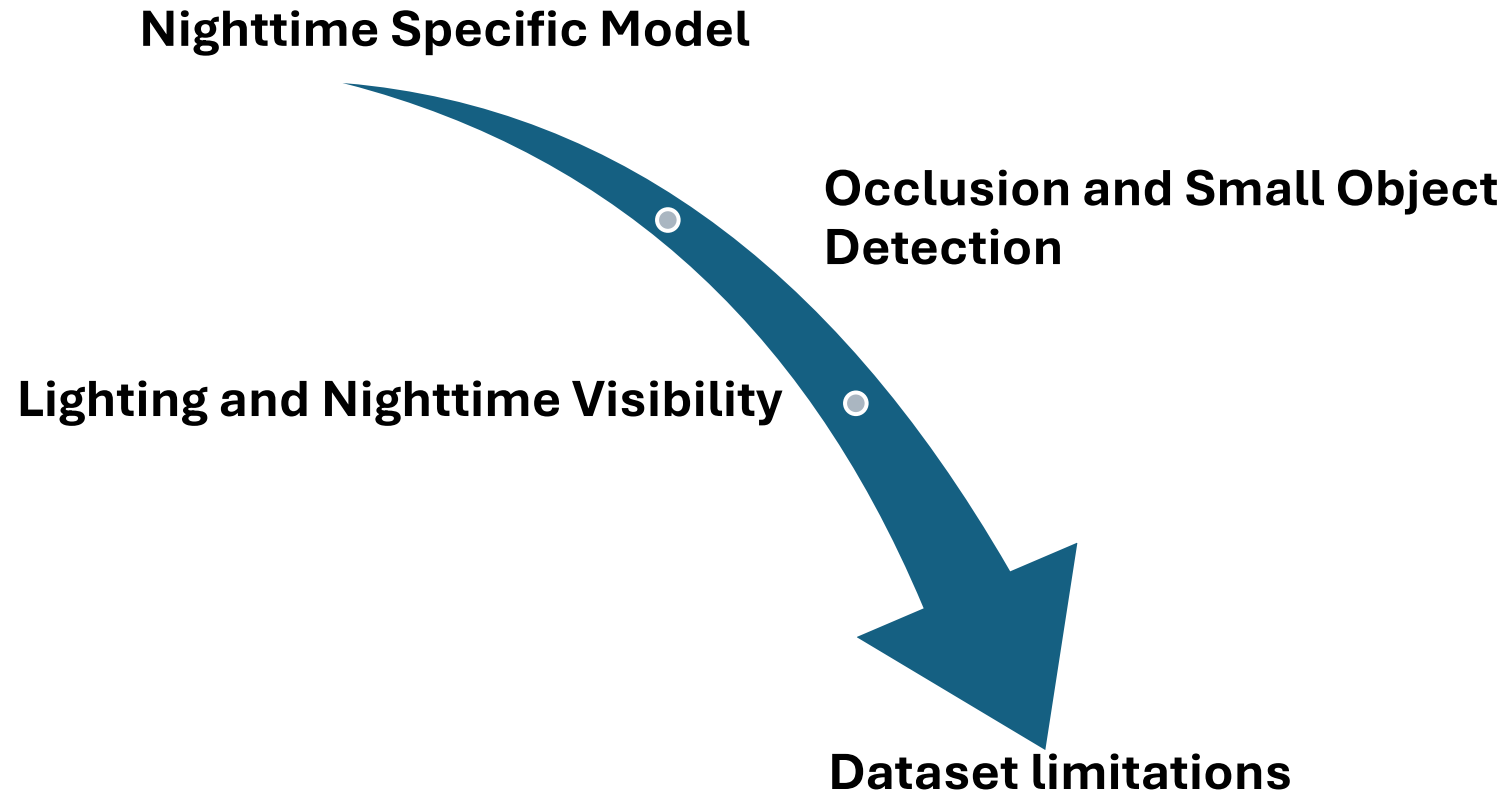 Nighttime Specific Model
Occlusion and Small Object
Detection
Lighting and Nighttime Visibility
Dataset limitations